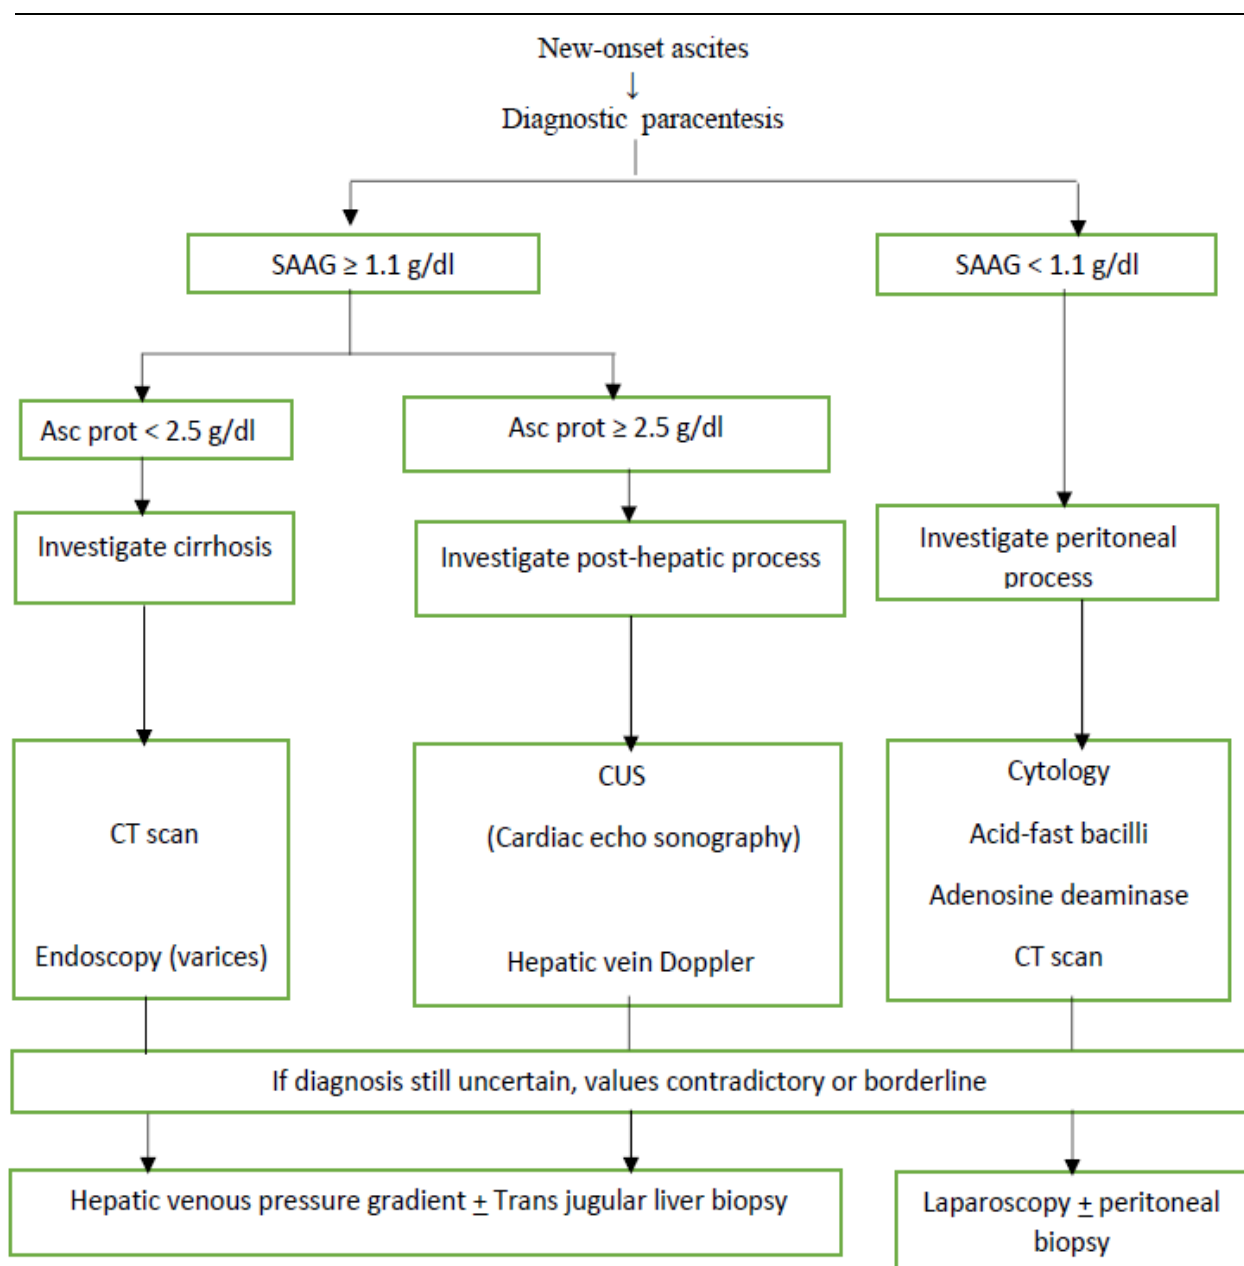 New-onset ascites
↓
Diagnostic paracentesis
SAAG ≥ 1.1 g/dl
SAAG < 1.1 g/dl
Asc prot < 2.5 g/dl
Asc prot ≥ 2.5 g/dl
Investigate cirrhosis
Investigate post-hepatic process
Investigate peritoneal
process
CT scan
Endoscopy (varices)
CUS
(Cardiac echo sonography)
Hepatic vein Doppler
Cytology
Acid-fast bacilli
Adenosine deaminase
CT scan
If diagnosis still uncertain, values contradictory or borderline
Hepatic venous pressure gradient ± Trans jugular liver biopsy
Laparoscopy ± peritoneal
biopsy